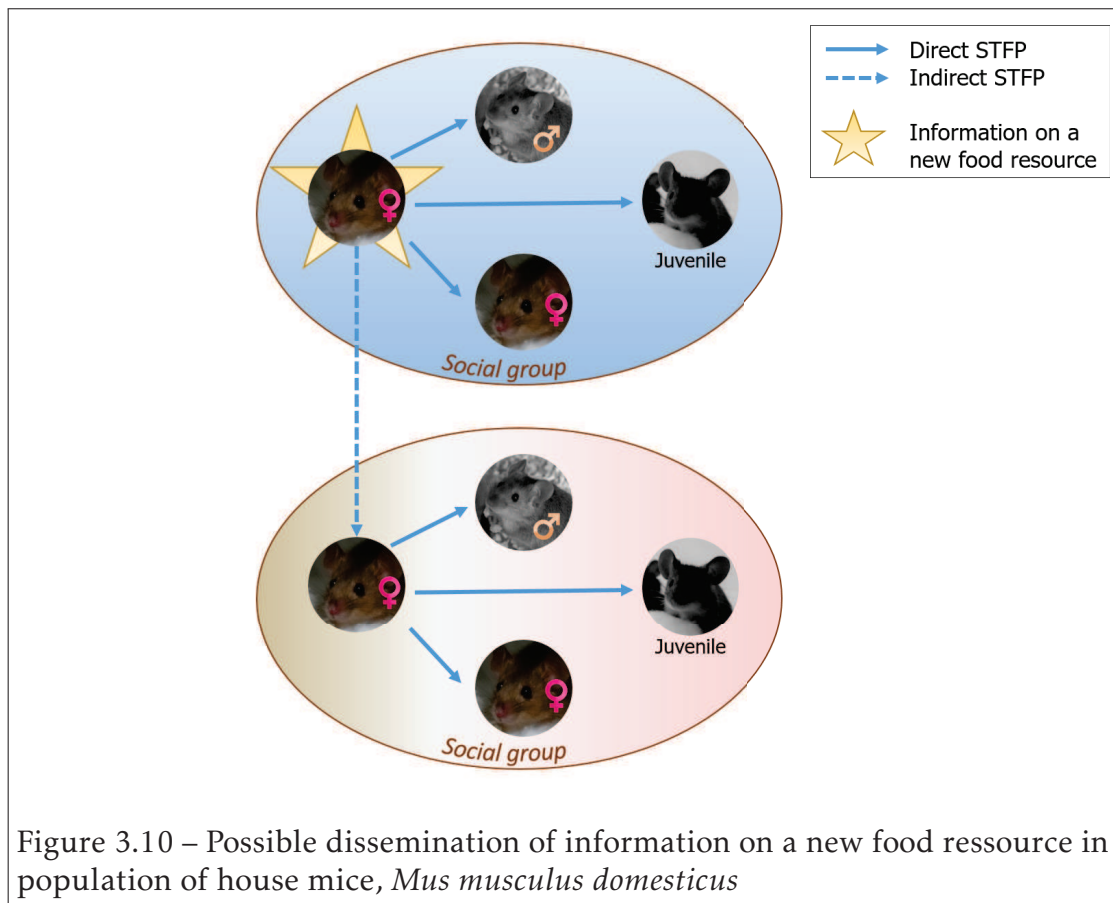 Direct STFP
Indirect STFP
Information on a
new food resource
♂
♀
Juvenile
♀
Social group
♂
♀
Juvenile
♀
Social group
Figure 3.10 – Possible dissemination of information on a new food ressource in
population of house mice, Mus musculus domesticus